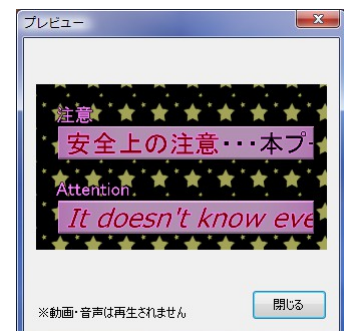 プレビュー
注意
安全上の注意・・・本プ
Attention
It doesn't know eve
※動画・音声は再生されません
閉じる